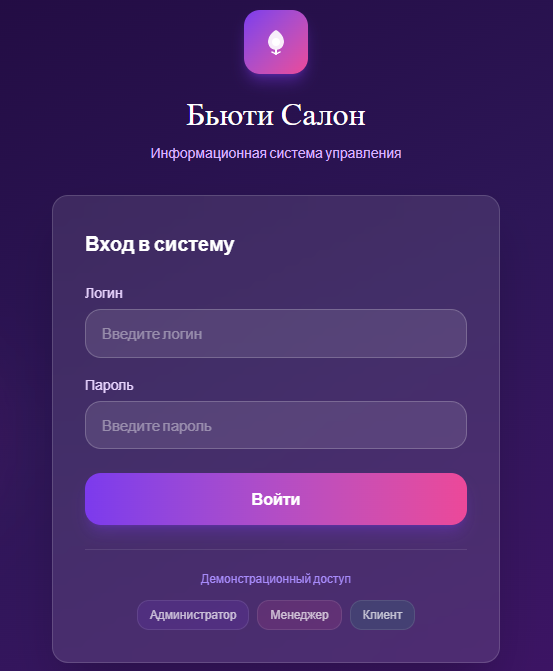 Бьюти Салон
Информационная система управления
Вход в систему
Логин
Введите логин
Пароль
Введите пароль
Войти
Демонстрационный доступ
Администратор Менеджер Клиент